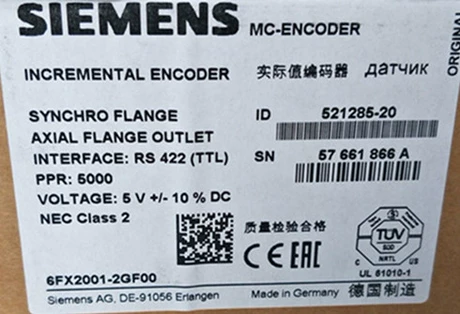 SIEMENS MC-ENCODER
INCREMENTAL ENCODER 实际值编码器 датчик
ORIGINAL
SYNCHRO FLANGE ID 521285-20
AXIAL FLANGE OUTLET
INTERFACE: RS 422 (TTL) SN 57 661 866 A
PPR: 5000
VOLTAGE: 5 V +/- 10 % DC
NEC Class 2
质量检验合格
CE EAC
TÜV
SÜD
NRTL
C US
UL 61010-1
6FX2001-2GF00
Siemens AG, DE-91056 Erlangen Made in Germany 德国制造